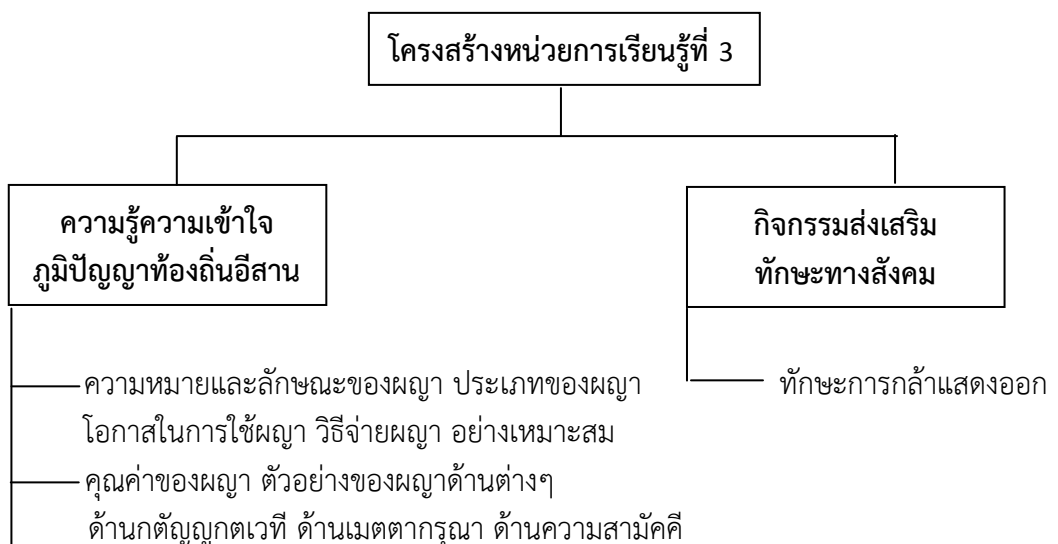 โครงสร้างหน่วยการเรียนรู้ที่ 3
ความรู้ความเข้าใจ
ภูมิปัญญาท้องถิ่นอีสาน
กิจกรรมส่งเสริม
ทักษะทางสังคม
ความหมายและลักษณะของผญา ประเภทของผญา
โอกาสในการใช้ผญา วิธีจ่ายผญา อย่างเหมาะสม
คุณค่าของผญา ตัวอย่างของผญาด้านต่างๆ
ด้านกตัญญูกตเวที ด้านเมตตากรุณา ด้านความสามัคคี
ทักษะการกล้าแสดงออก